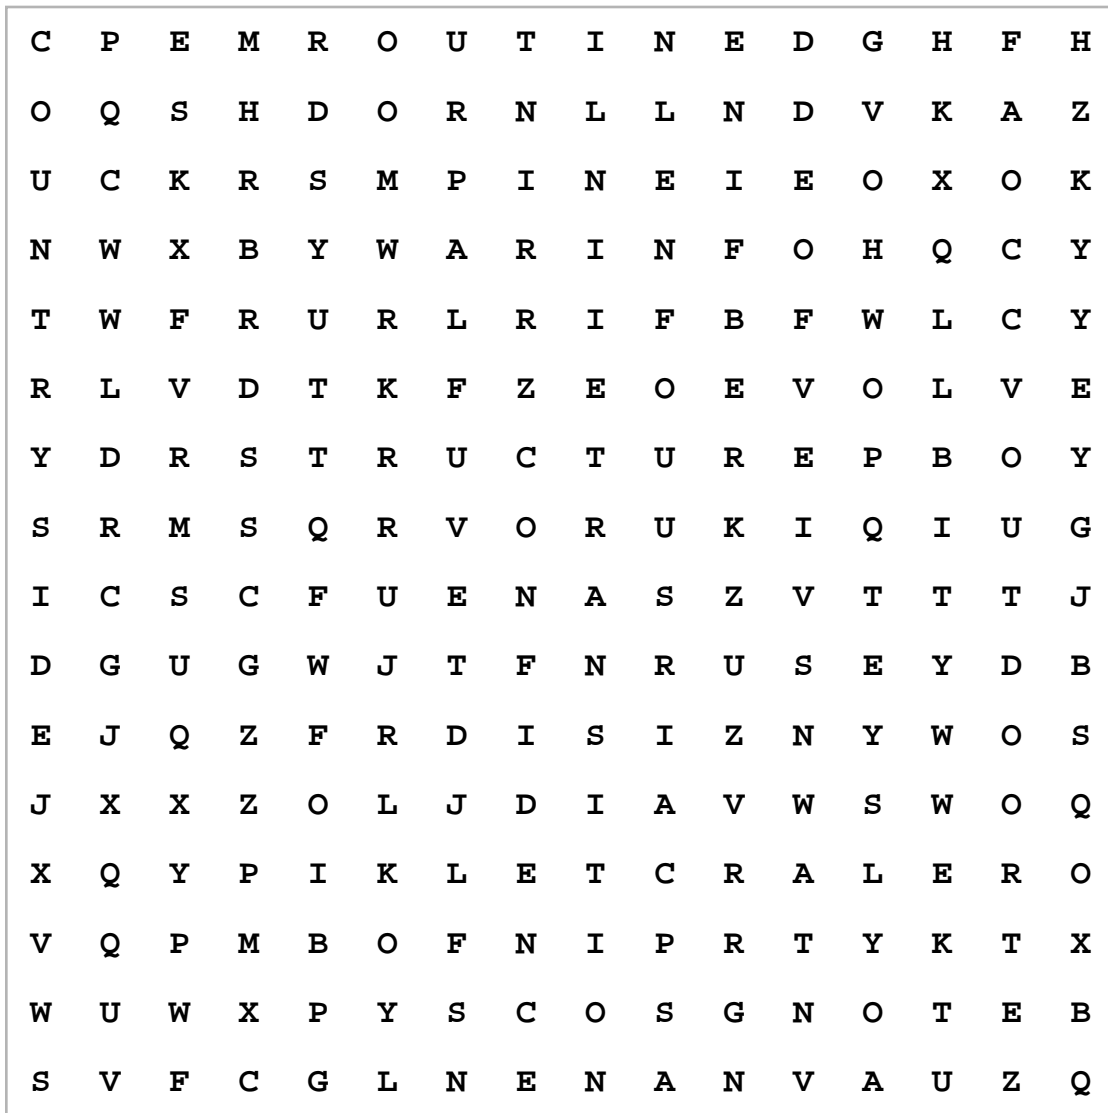 C P E M R O U T I N E D G H F H
O Q S H D O R N L L N D V K A Z
U C K R S M P I N E I E O X O K
N W X B Y W A R I N F O H Q C Y
T W F R U R L R I F B F W L C Y
R L V D T K F Z E O E V O L V E
Y D R S T R U C T U R E P B O Y
S R M S Q R V O R U K I Q I U G
I C S C F U E N A S Z V T T T J
D G U G W J T F N R U S E Y D B
E J Q Z F R D I S I Z N Y W O S
J X X Z O L J D I A V W S W O Q
X Q Y P I K L E T C R A L E R O
V Q P M B O F N I P R T Y K T X
W U W X P Y S C O S G N O T E B
S V F C G L N E N A N V A U Z Q